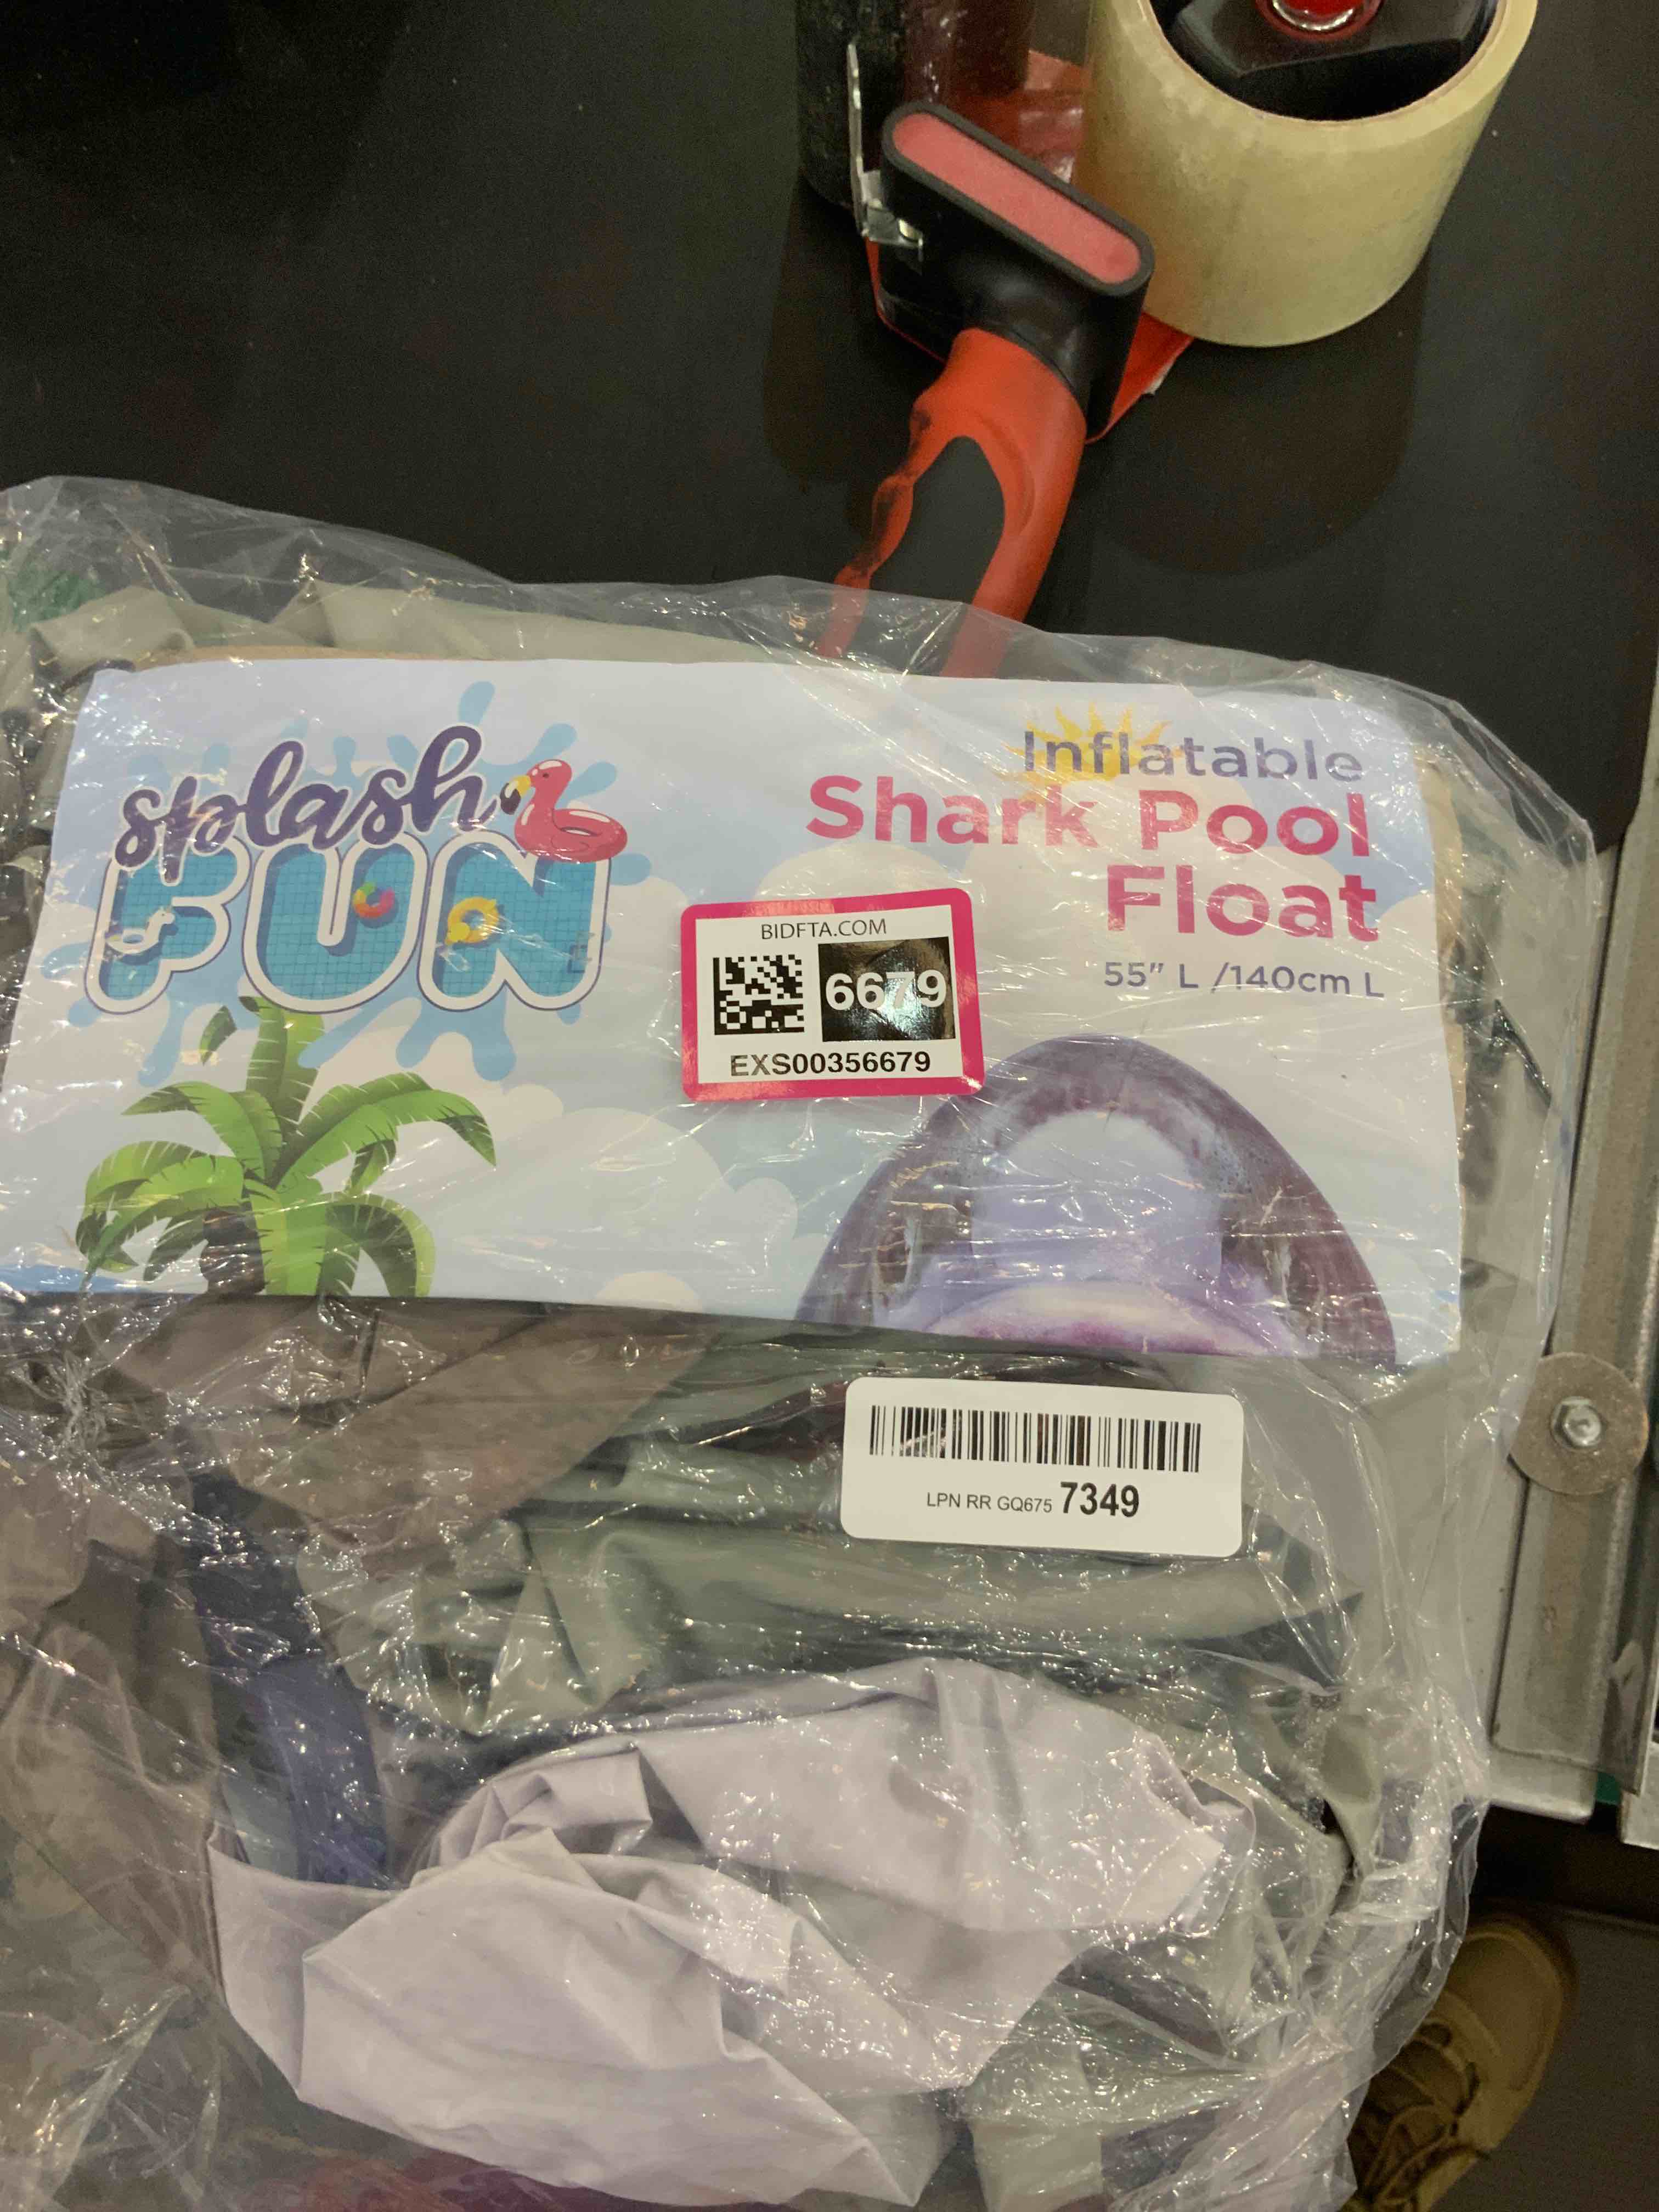 splash
FUN
Inflatable
Shark Pool
Float
55" L /140cm L
BIDFTA.COM
6679
EXS00356679
LPN RR GQ675 7349